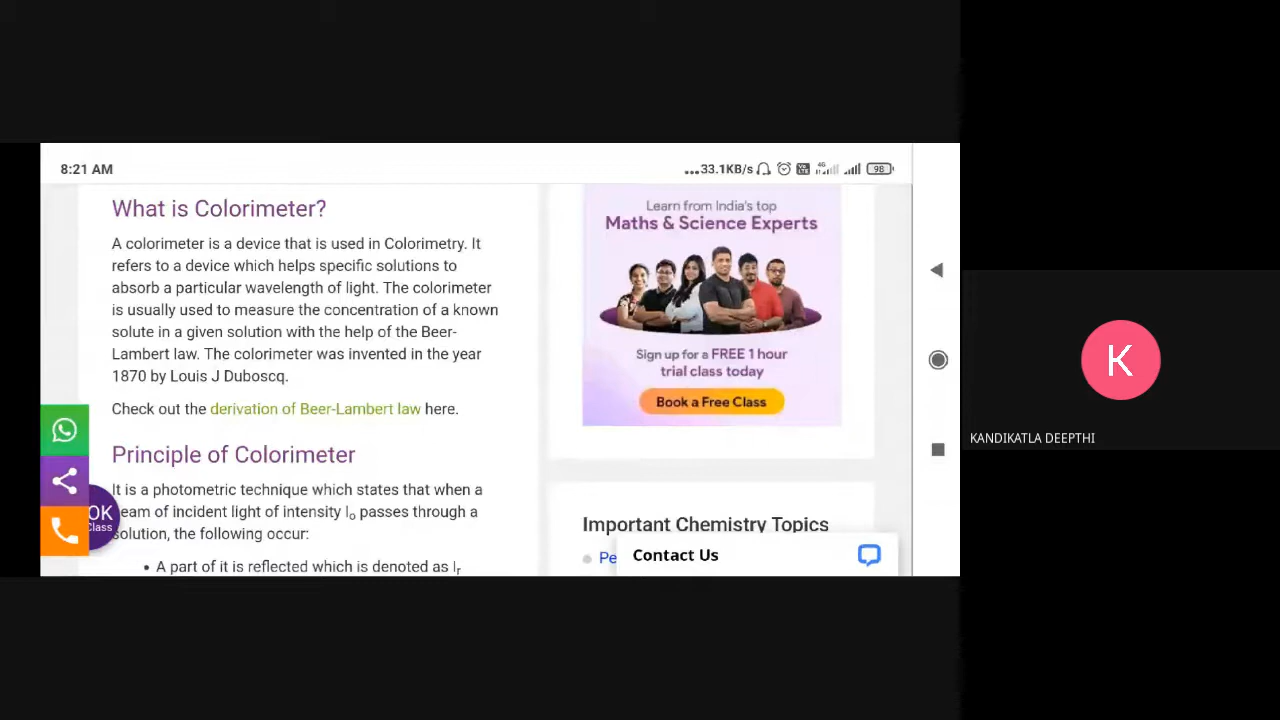 8:21 AM
...33.1KB/s
4G
98
What is Colorimeter?
A colorimeter is a device that is used in Colorimetry. It
refers to a device which helps specific solutions to
absorb a particular wavelength of light. The colorimeter
is usually used to measure the concentration of a known
solute in a given solution with the help of the Beer-
Lambert law. The colorimeter was invented in the year
1870 by Louis J Duboscq.
Check out the derivation of Beer-Lambert law here.
Principle of Colorimeter
It is a photometric technique which states that when a
eam of incident light of intensity Iₒ passes through a
solution, the following occur:
• A part of it is reflected which is denoted as Iᵣ
OK
Class
Learn from India's top
Maths & Science Experts
Sign up for a FREE 1 hour
trial class today
Book a Free Class
Important Chemistry Topics
Pe
Contact Us
K
KANDIKATLA DEEPTHI